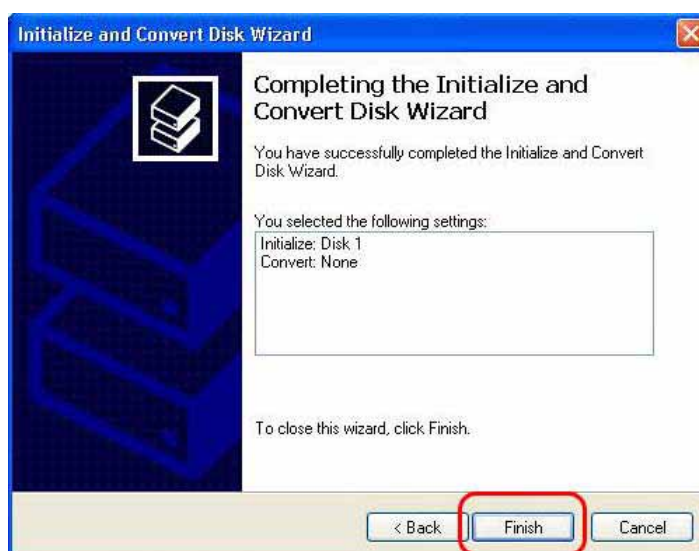 Initialize and Convert Disk Wizard
Completing the Initialize and
Convert Disk Wizard
You have successfully completed the Initialize and Convert
Disk Wizard.
You selected the following settings:
Initialize: Disk 1
Convert: None
To close this wizard, click Finish.
< Back
Finish
Cancel